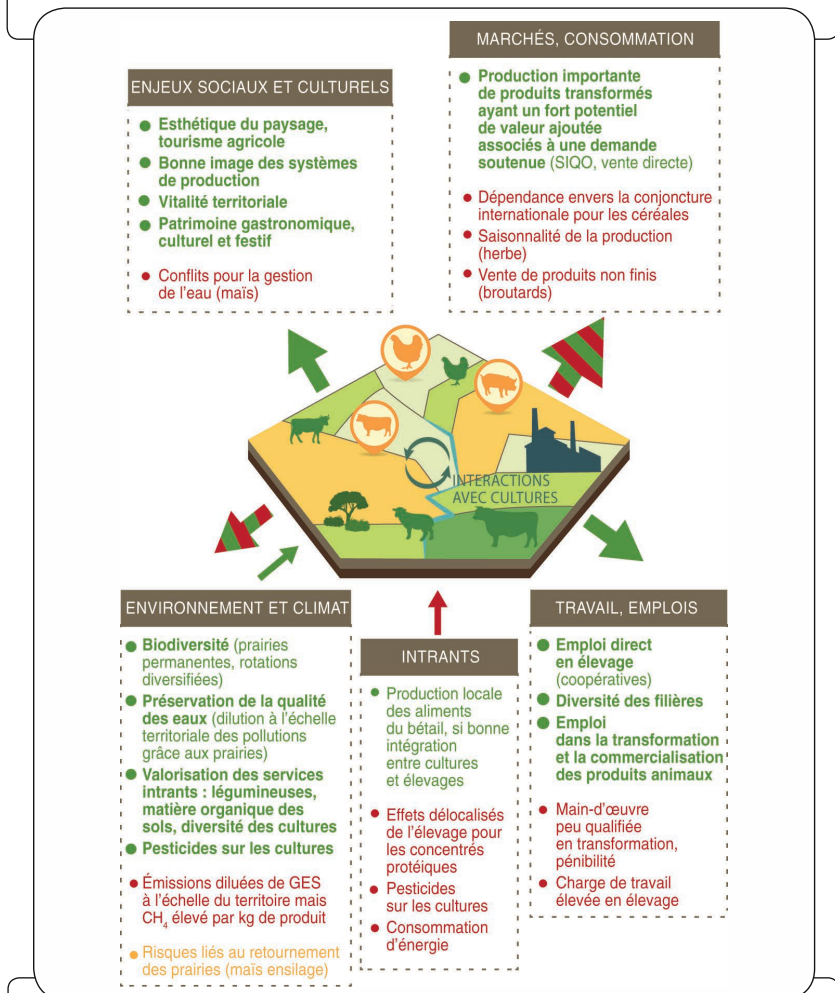 MARCHÉS, CONSOMMATION
Production importante
de produits transformés
ayant un fort potentiel
de valeur ajoutée
associés à une demande
soutenue (SIQO, vente directe)
Dépendance envers la conjoncture
internationale pour les céréales
Saisonnalité de la production
(herbe)
Vente de produits non finis
(broutards)
ENJEUX SOCIAUX ET CULTURELS
Esthétique du paysage,
tourisme agricole
Bonne image des systèmes
de production
Vitalité territoriale
Patrimoine gastronomique,
culturel et festif
Conflits pour la gestion
de l'eau (maïs)
INTERACTIONS
AVEC CULTURES
ENVIRONNEMENT ET CLIMAT
Biodiversité (prairies
permanentes, rotations
diversifiées)
Préservation de la qualité
des eaux (dilution à l'échelle
territoriale des pollutions
grâce aux prairies)
Valorisation des services
intrants : légumineuses,
matière organique des
sols, diversité des cultures
Pesticides sur les cultures
Émissions diluées de GES
à l'échelle du territoire mais
CH4 élevé par kg de produit
Risques liés au retournement
des prairies (maïs ensilage)
INTRANTS
Production locale
des aliments
du bétail, si bonne
intégration
entre cultures
et élevages
Effets délocalisés
de l'élevage pour
les concentrés
protéiques
Pesticides
sur les cultures
Consommation
d'énergie
TRAVAIL, EMPLOIS
Emploi direct
en élevage
(coopératives)
Diversité des filières
Emploi
dans la transformation
et la commercialisation
des produits animaux
Main-d'œuvre
peu qualifiée
en transformation,
pénibilité
Charge de travail
élevée en élevage